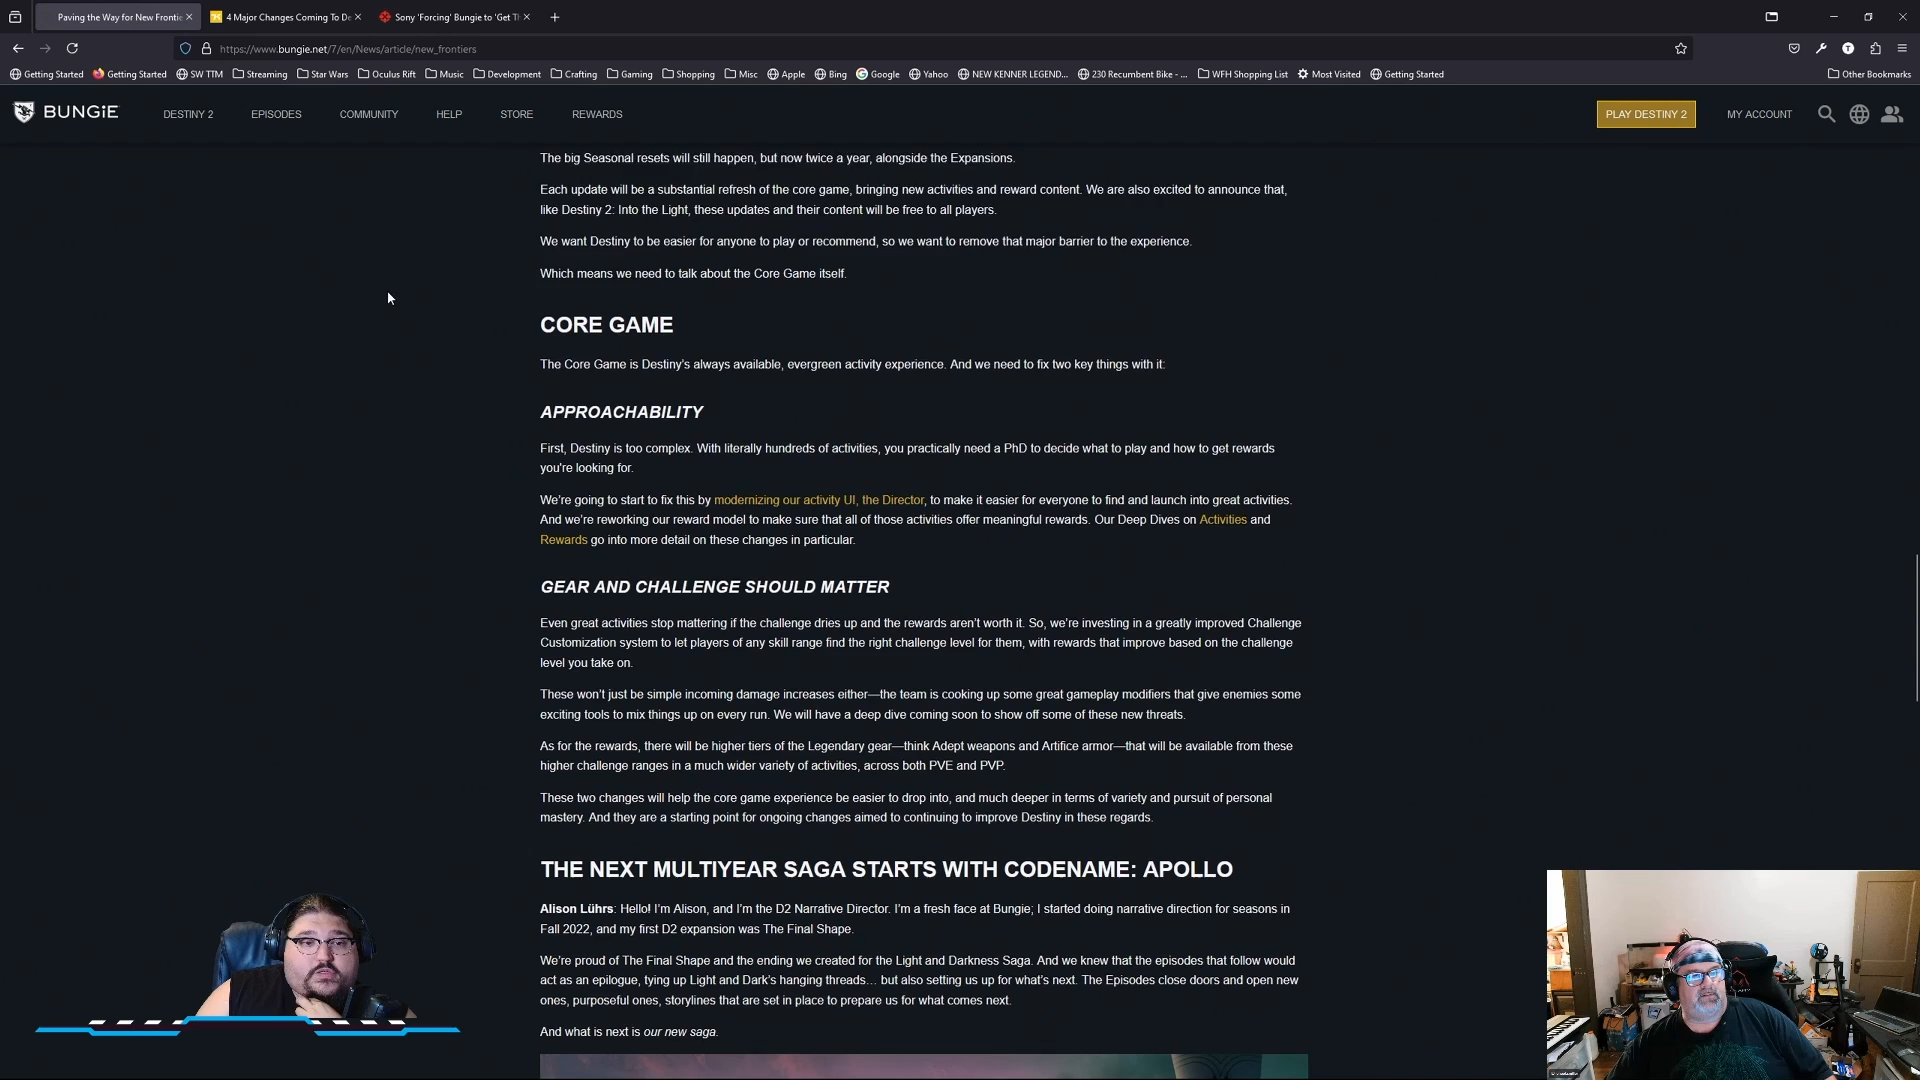 Paving the Way for New Frontie
4 Major Changes Coming To De
Sony 'Forcing' Bungie to 'Get Th
https://www.bungie.net/7/en/News/article/new_frontiers
Getting Started Getting Started SW TTM Streaming Star Wars Oculus Rift Music Development Crafting Gaming Shopping Misc Apple Bing Google Yahoo NEW KENNER LEGEND... 230 Recumbent Bike - ... WFH Shopping List Most Visited Getting Started Other Bookmarks
BUNGiE DESTINY 2 EPISODES COMMUNITY HELP STORE REWARDS PLAY DESTINY 2 MY ACCOUNT
The big Seasonal resets will still happen, but now twice a year, alongside the Expansions.
Each update will be a substantial refresh of the core game, bringing new activities and reward content. We are also excited to announce that,
like Destiny 2: Into the Light, these updates and their content will be free to all players.
We want Destiny to be easier for anyone to play or recommend, so we want to remove that major barrier to the experience.
Which means we need to talk about the Core Game itself.
CORE GAME
The Core Game is Destiny's always available, evergreen activity experience. And we need to fix two key things with it:
APPROACHABILITY
First, Destiny is too complex. With literally hundreds of activities, you practically need a PhD to decide what to play and how to get rewards
you're looking for.
We're going to start to fix this by modernizing our activity UI, the Director, to make it easier for everyone to find and launch into great activities.
And we're reworking our reward model to make sure that all of those activities offer meaningful rewards. Our Deep Dives on Activities and
Rewards go into more detail on these changes in particular.
GEAR AND CHALLENGE SHOULD MATTER
Even great activities stop mattering if the challenge dries up and the rewards aren't worth it. So, we're investing in a greatly improved Challenge
Customization system to let players of any skill range find the right challenge level for them, with rewards that improve based on the challenge
level you take on.
These won't just be simple incoming damage increases either—the team is cooking up some great gameplay modifiers that give enemies some
exciting tools to mix things up on every run. We will have a deep dive coming soon to show off some of these new threats.
As for the rewards, there will be higher tiers of the Legendary gear—think Adept weapons and Artifice armor—that will be available from these
higher challenge ranges in a much wider variety of activities, across both PVE and PVP.
These two changes will help the core game experience be easier to drop into, and much deeper in terms of variety and pursuit of personal
mastery. And they are a starting point for ongoing changes aimed to continuing to improve Destiny in these regards.
THE NEXT MULTIYEAR SAGA STARTS WITH CODENAME: APOLLO
Alison Lührs: Hello! I'm Alison, and I'm the D2 Narrative Director. I'm a fresh face at Bungie; I started doing narrative direction for seasons in
Fall 2022, and my first D2 expansion was The Final Shape.
We're proud of The Final Shape and the ending we created for the Light and Darkness Saga. And we knew that the episodes that follow would
act as an epilogue, tying up Light and Dark's hanging threads... but also setting us up for what's next. The Episodes close doors and open new
ones, purposeful ones, storylines that are set in place to prepare us for what comes next.
And what is next is our new saga.